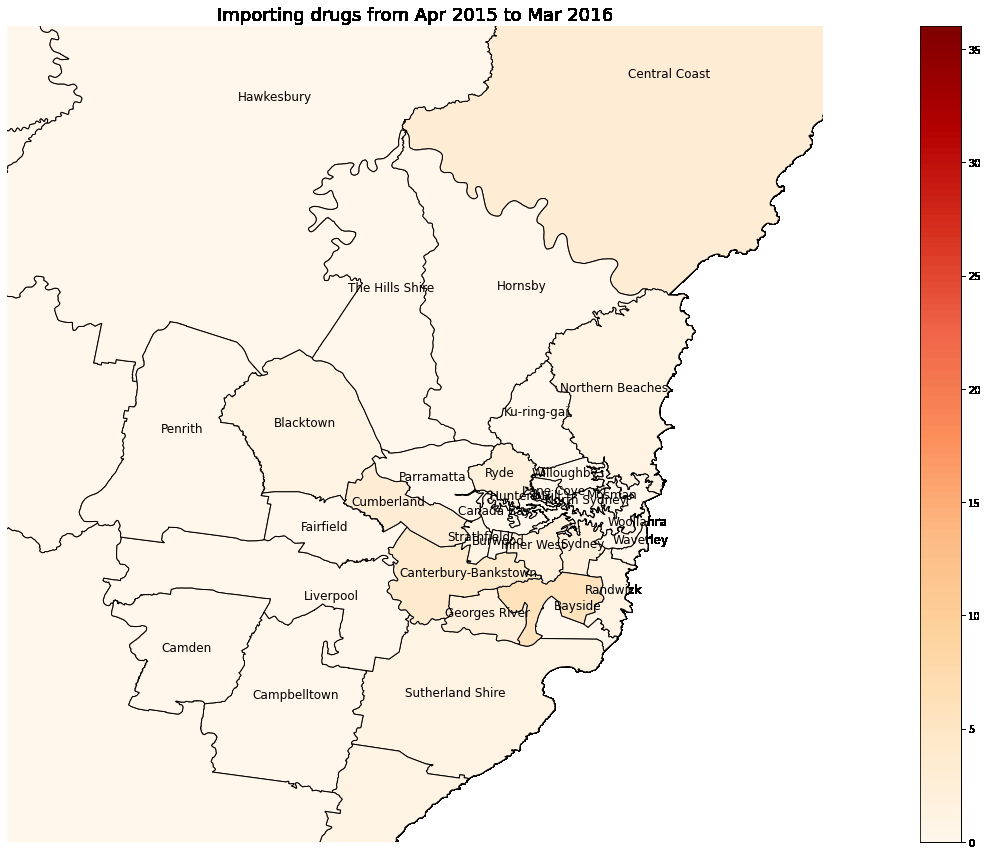 Importing drugs from Apr 2015 to Mar 2016
Central Coast
Hawkesbury
The Hills Shire
Hornsby
Northern Beaches
Ku-ring-gai
Blacktown
Penrith
Parramatta
Ryde
Willoughby
Lane Cove
Mosman
North Sydney
Cumberland
Canada Bay
Woollahra
Fairfield
Strathfield
Burwood
Inner West
Sydney
Waverley
Canterbury-Bankstown
Liverpool
Randwick
Bayside
Georges River
Camden
Campbelltown
Sutherland Shire
35
30
25
20
15
10
5
0